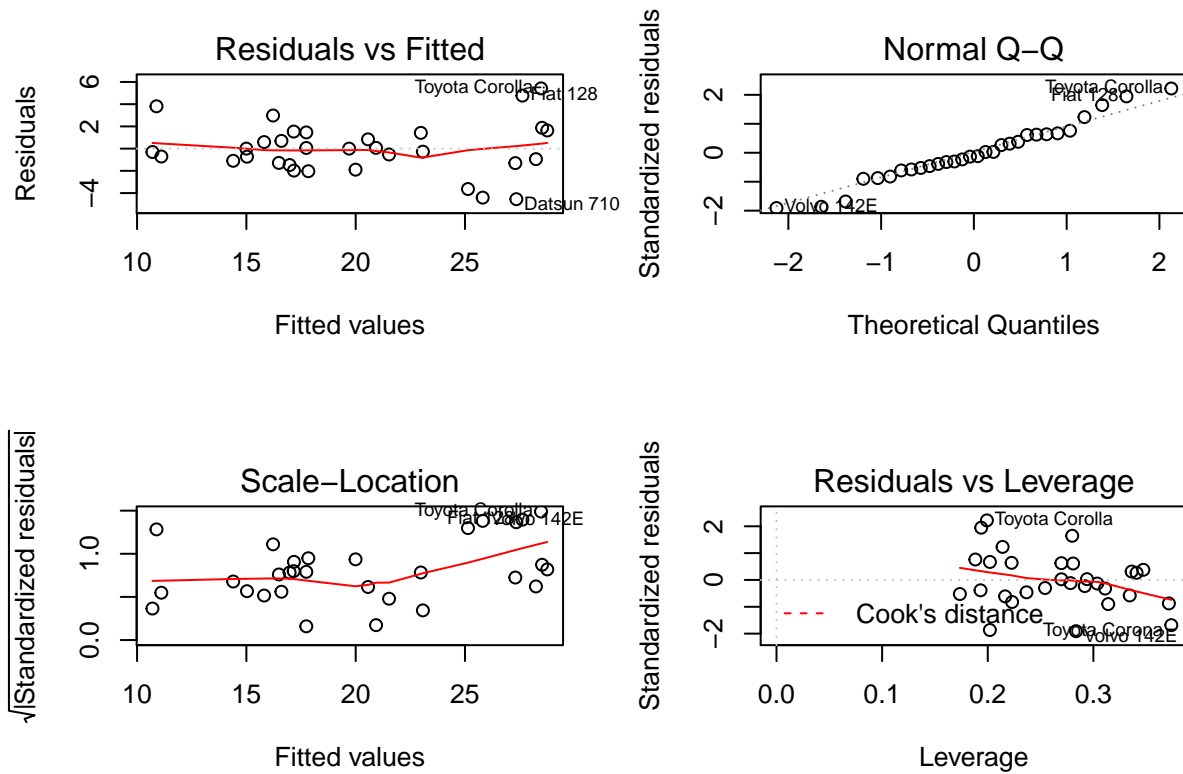 Residuals vs Fitted
Residuals
6
2
−4
Toyota Corolla
Fiat 128
Datsun 710
10 15 20 25
Fitted values
Normal Q−Q
Standardized residuals
2
0
−2
Toyota Corolla
Fiat 128
Volvo 142E
−2 −1 0 1 2
Theoretical Quantiles
Scale−Location
√|Standardized residuals|
1.0
0.0
Toyota Corolla
Fiat 128
Volvo 142E
10 15 20 25
Fitted values
Residuals vs Leverage
Standardized residuals
2
0
−2
Toyota Corolla
Cook's distance
Toyota Corona
Volvo 142E
0.0 0.1 0.2 0.3
Leverage